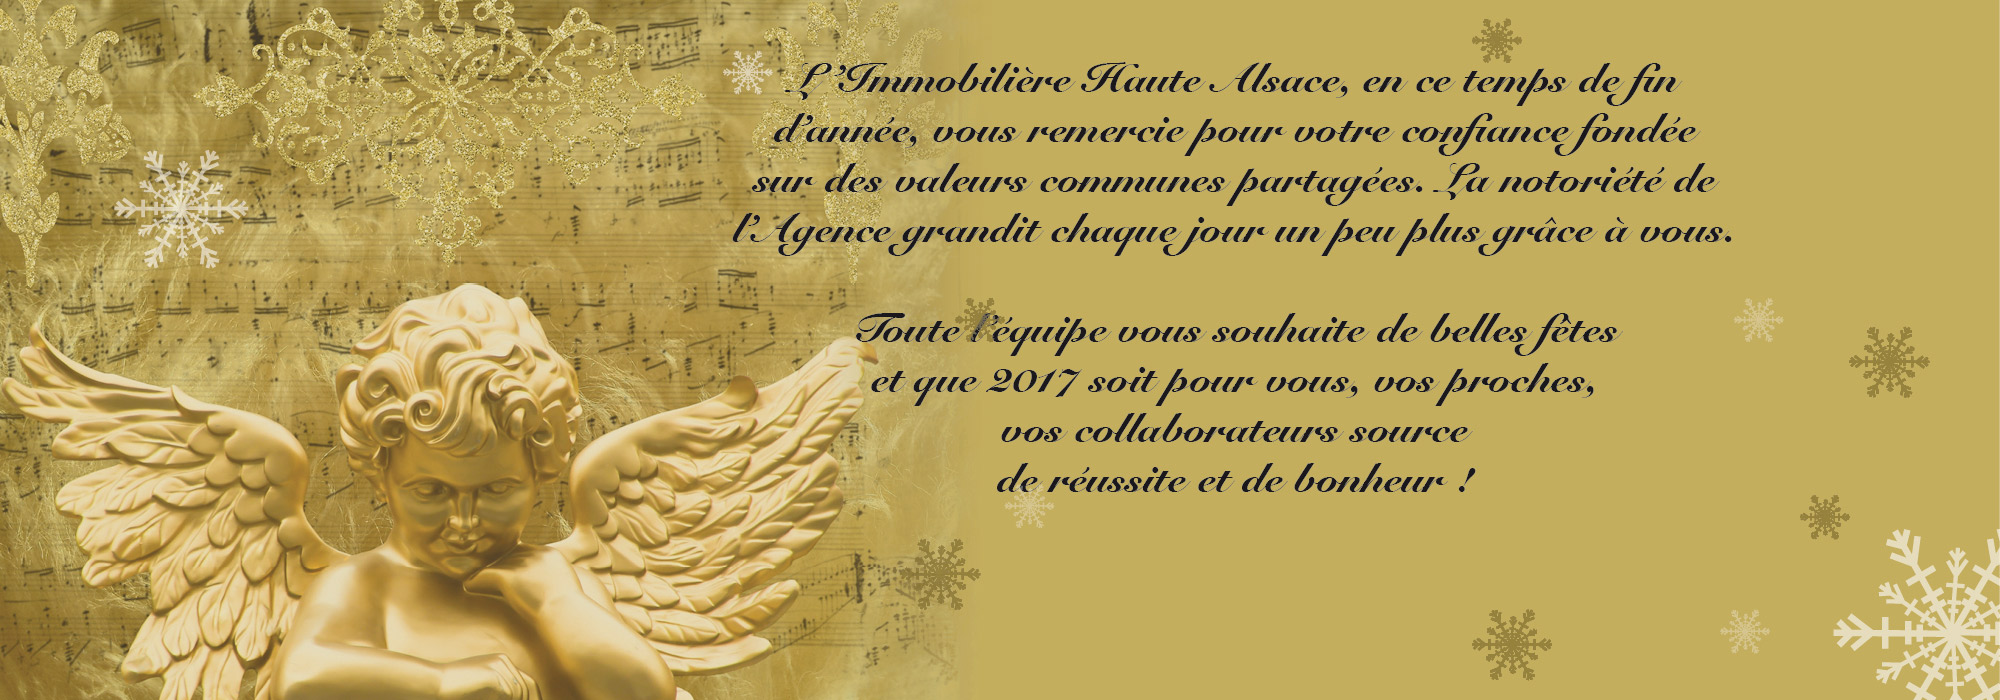 L'Immobilière Haute Alsace, en ce temps de fin
d'année, vous remercie pour votre confiance fondée
sur des valeurs communes partagées. La notoriété de
l'Agence grandit chaque jour un peu plus grâce à vous.
Toute l'équipe vous souhaite de belles fêtes
et que 2017 soit pour vous, vos proches,
vos collaborateurs source
de réussite et de bonheur !